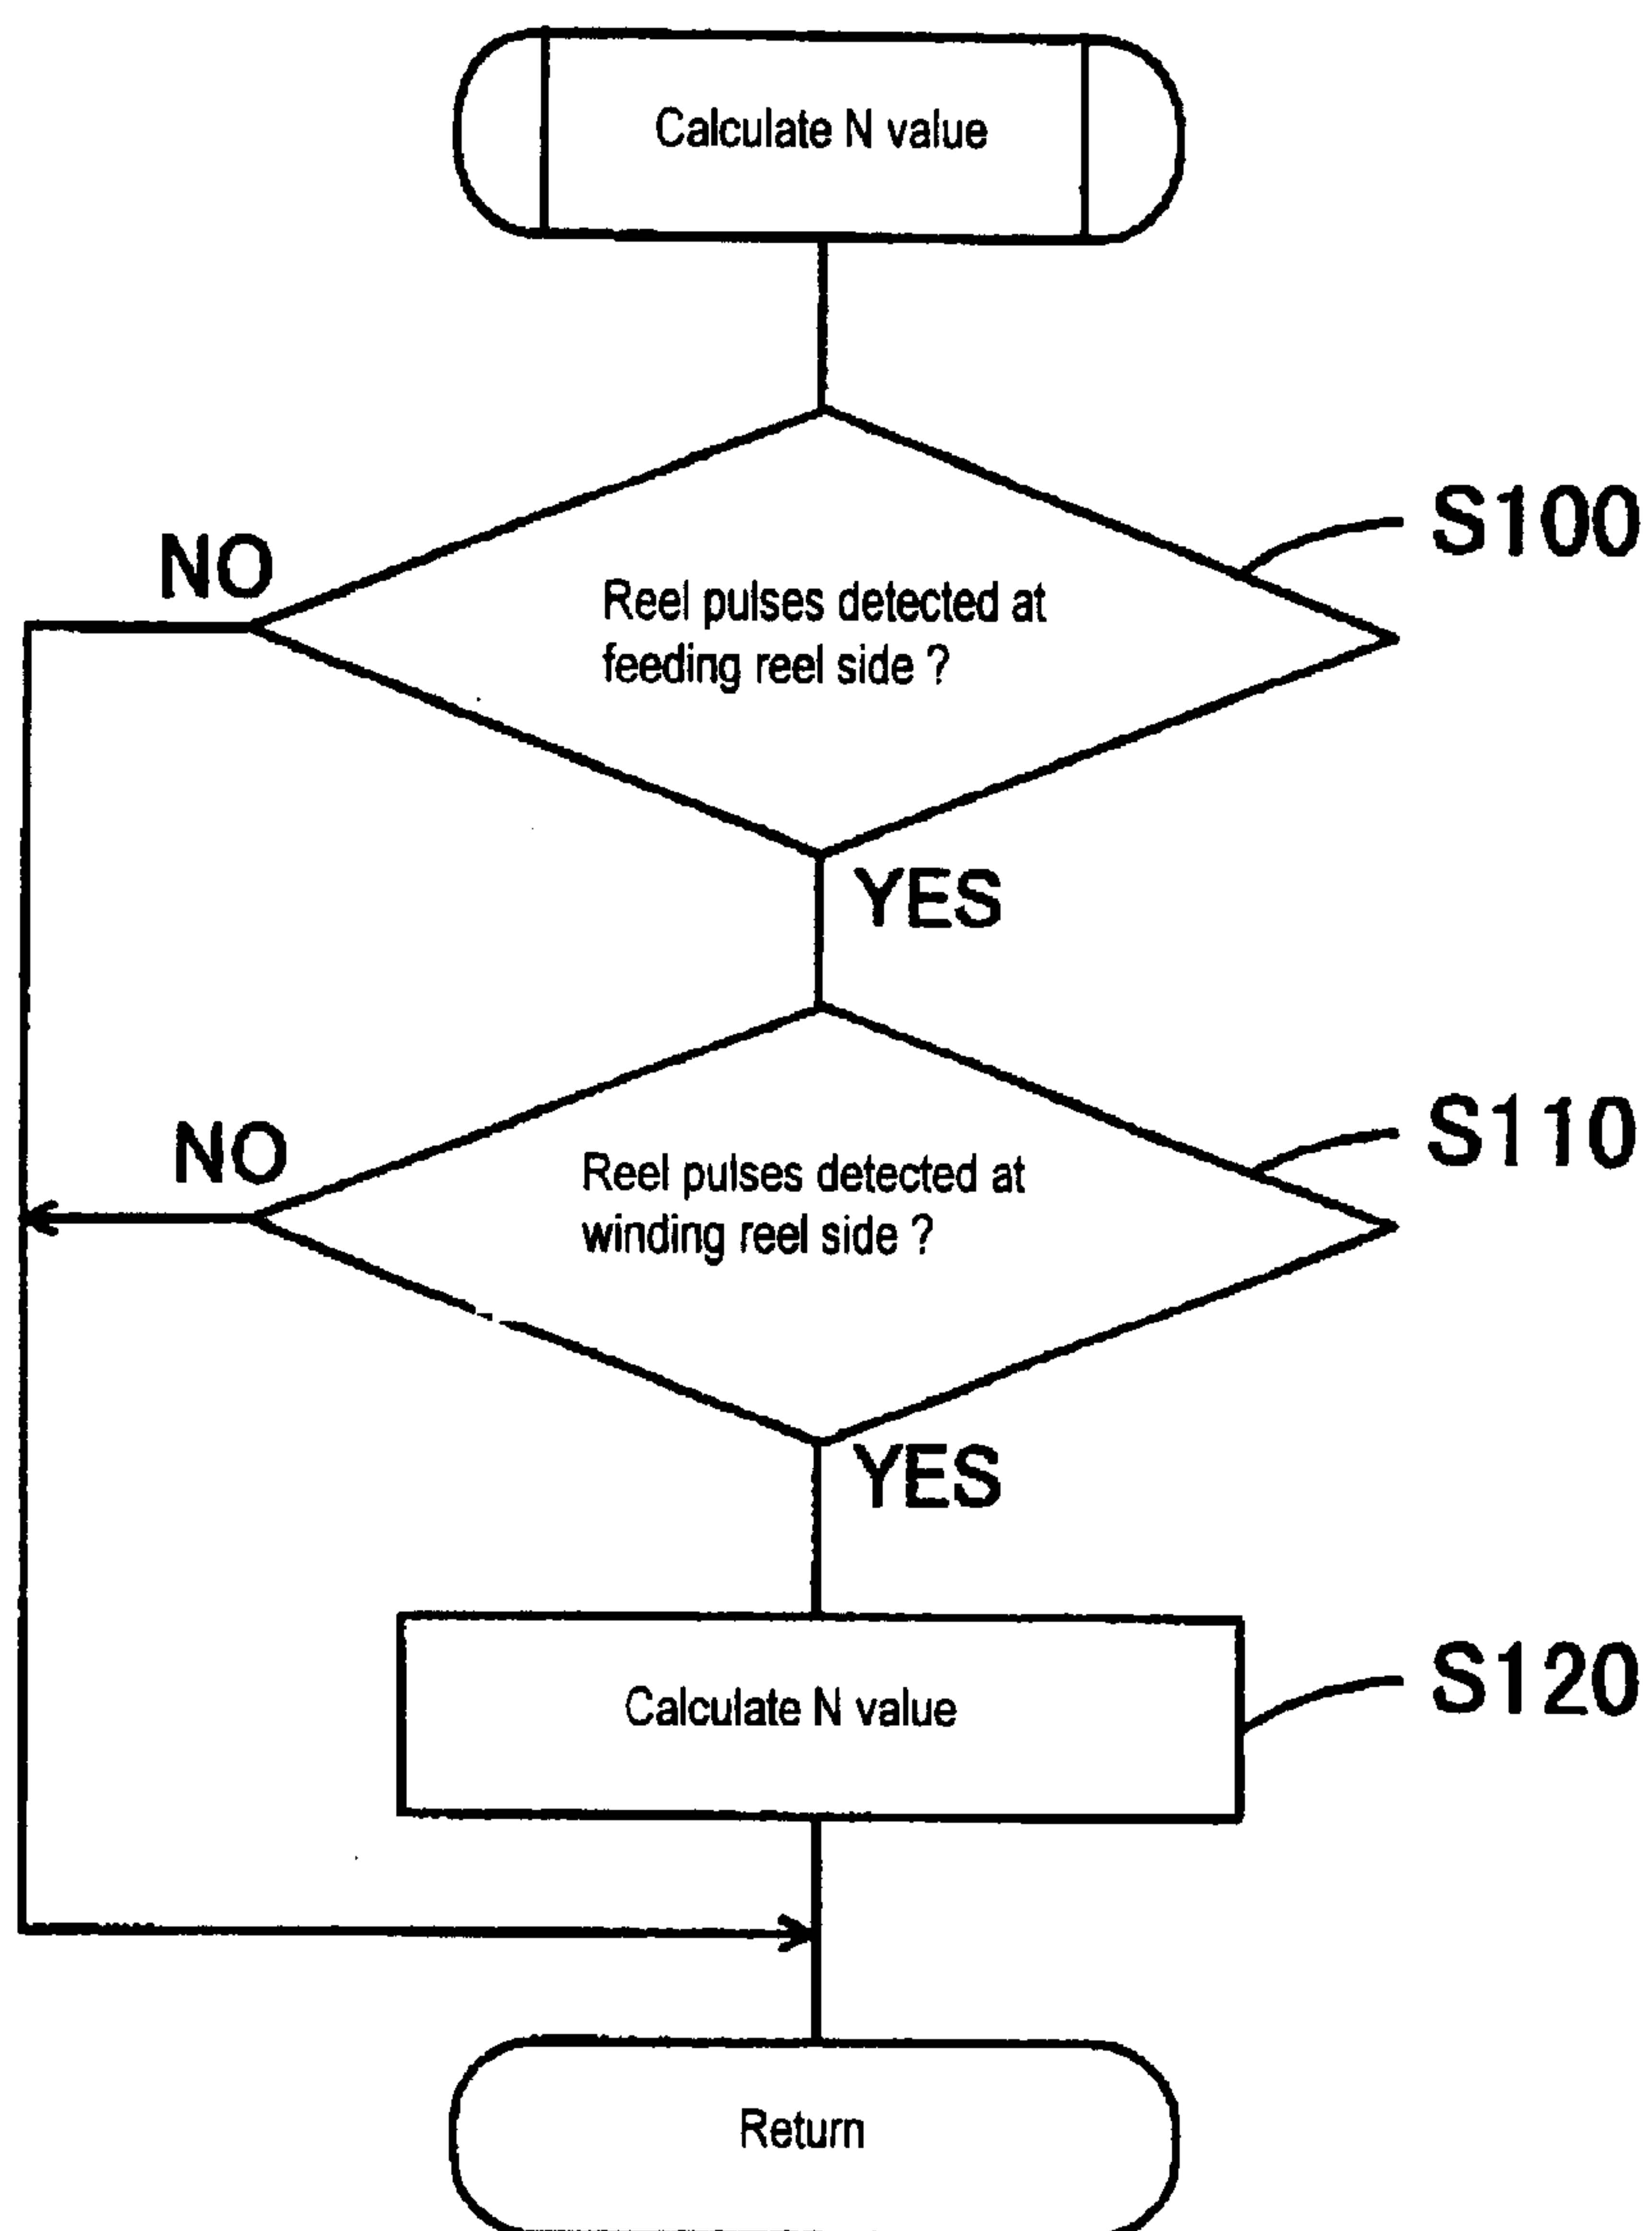 Calculate N value
S100
NO
Reel pulses detected at
feeding reel side ?
YES
S110
NO
Reel pulses detected at
winding reel side ?
YES
S120
Calculate N value
Return